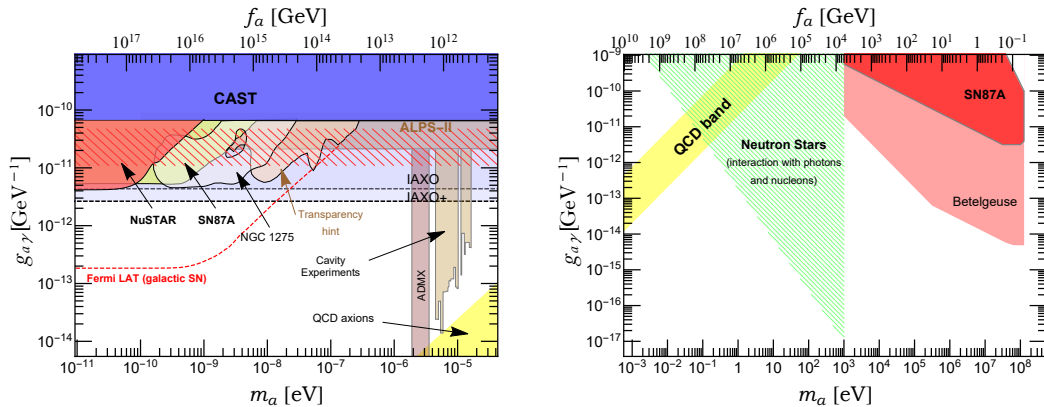 f_a [GeV]
10^17 10^16 10^15 10^14 10^13 10^12
10^-10
10^-11
10^-12
10^-13
10^-14
g_aγ [GeV^-1]
CAST
ALPS-II
IAXO
IAXO+
NuSTAR
SN87A
NGC 1275
Transparency
hint
Fermi LAT (galactic SN)
Cavity
Experiments
ADMX
QCD axions
10^-11 10^-10 10^-9 10^-8 10^-7 10^-6 10^-5
m_a [eV]
f_a [GeV]
10^10 10^9 10^8 10^7 10^6 10^5 10^4 10^3 10^2 10^1 1 10^-1
10^-9
10^-10
10^-11
10^-12
10^-13
10^-14
10^-15
10^-16
10^-17
g_aγ [GeV^-1]
QCD band
Neutron Stars
(interaction with photons
and nucleons)
SN87A
Betelgeuse
10^-3 10^-2 10^-1 1 10^1 10^2 10^3 10^4 10^5 10^6 10^7 10^8
m_a [eV]